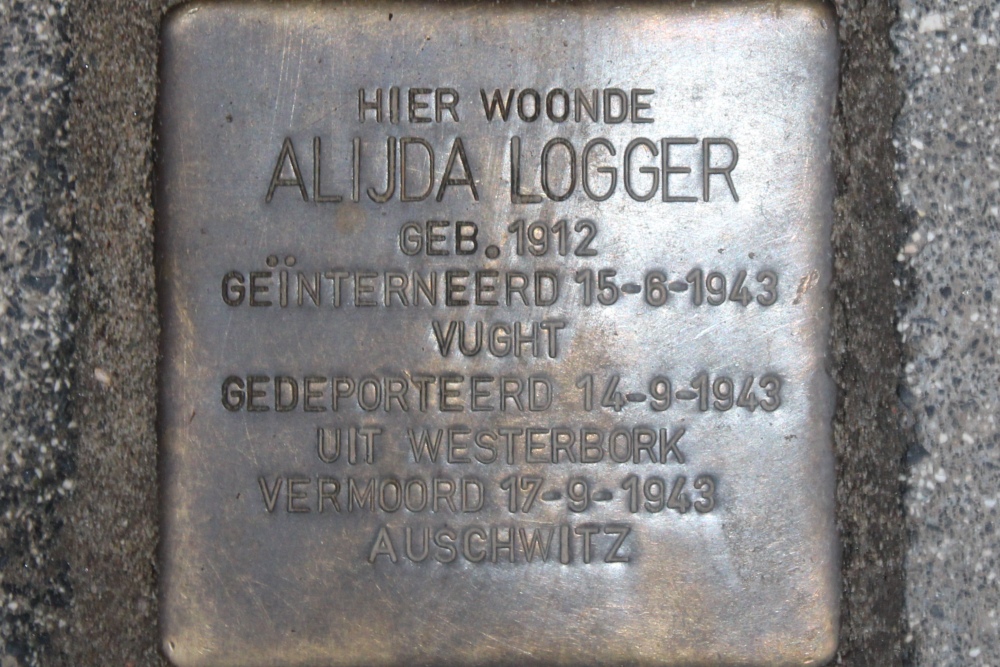 HIER WOONDE
ALIJDA LOGGER
GEB. 1912
GEÏNTERNEERD 15-6-1943
VUGHT
GEDEPORTEERD 14-9-1943
UIT WESTERBORK
VERMOORD 17-9-1943
AUSCHWITZ